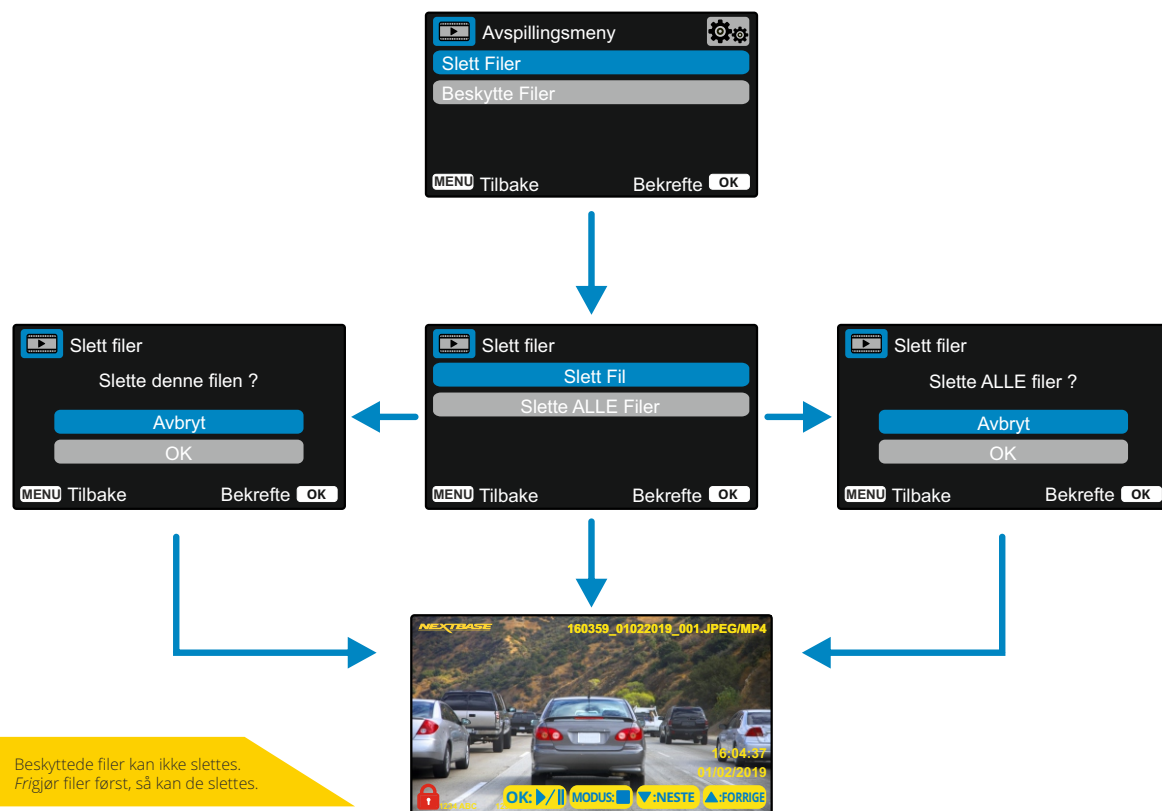 Avspillingsmeny
Slett Filer
Beskytte Filer
MENU Tilbake Bekrefte OK
Slett filer
Slette denne filen ?
Avbryt
OK
MENU Tilbake Bekrefte OK
Slett filer
Slett Fil
Slette ALLE Filer
MENU Tilbake Bekrefte OK
Slett filer
Slette ALLE filer ?
Avbryt
OK
MENU Tilbake Bekrefte OK
NEXTBASE 160359_01022019_001.JPEG/MP4
16:04:37
01/02/2019
OK: MODUS: :NESTE :FORRIGE
Beskyttede filer kan ikke slettes.
Frigjør filer først, så kan de slettes.